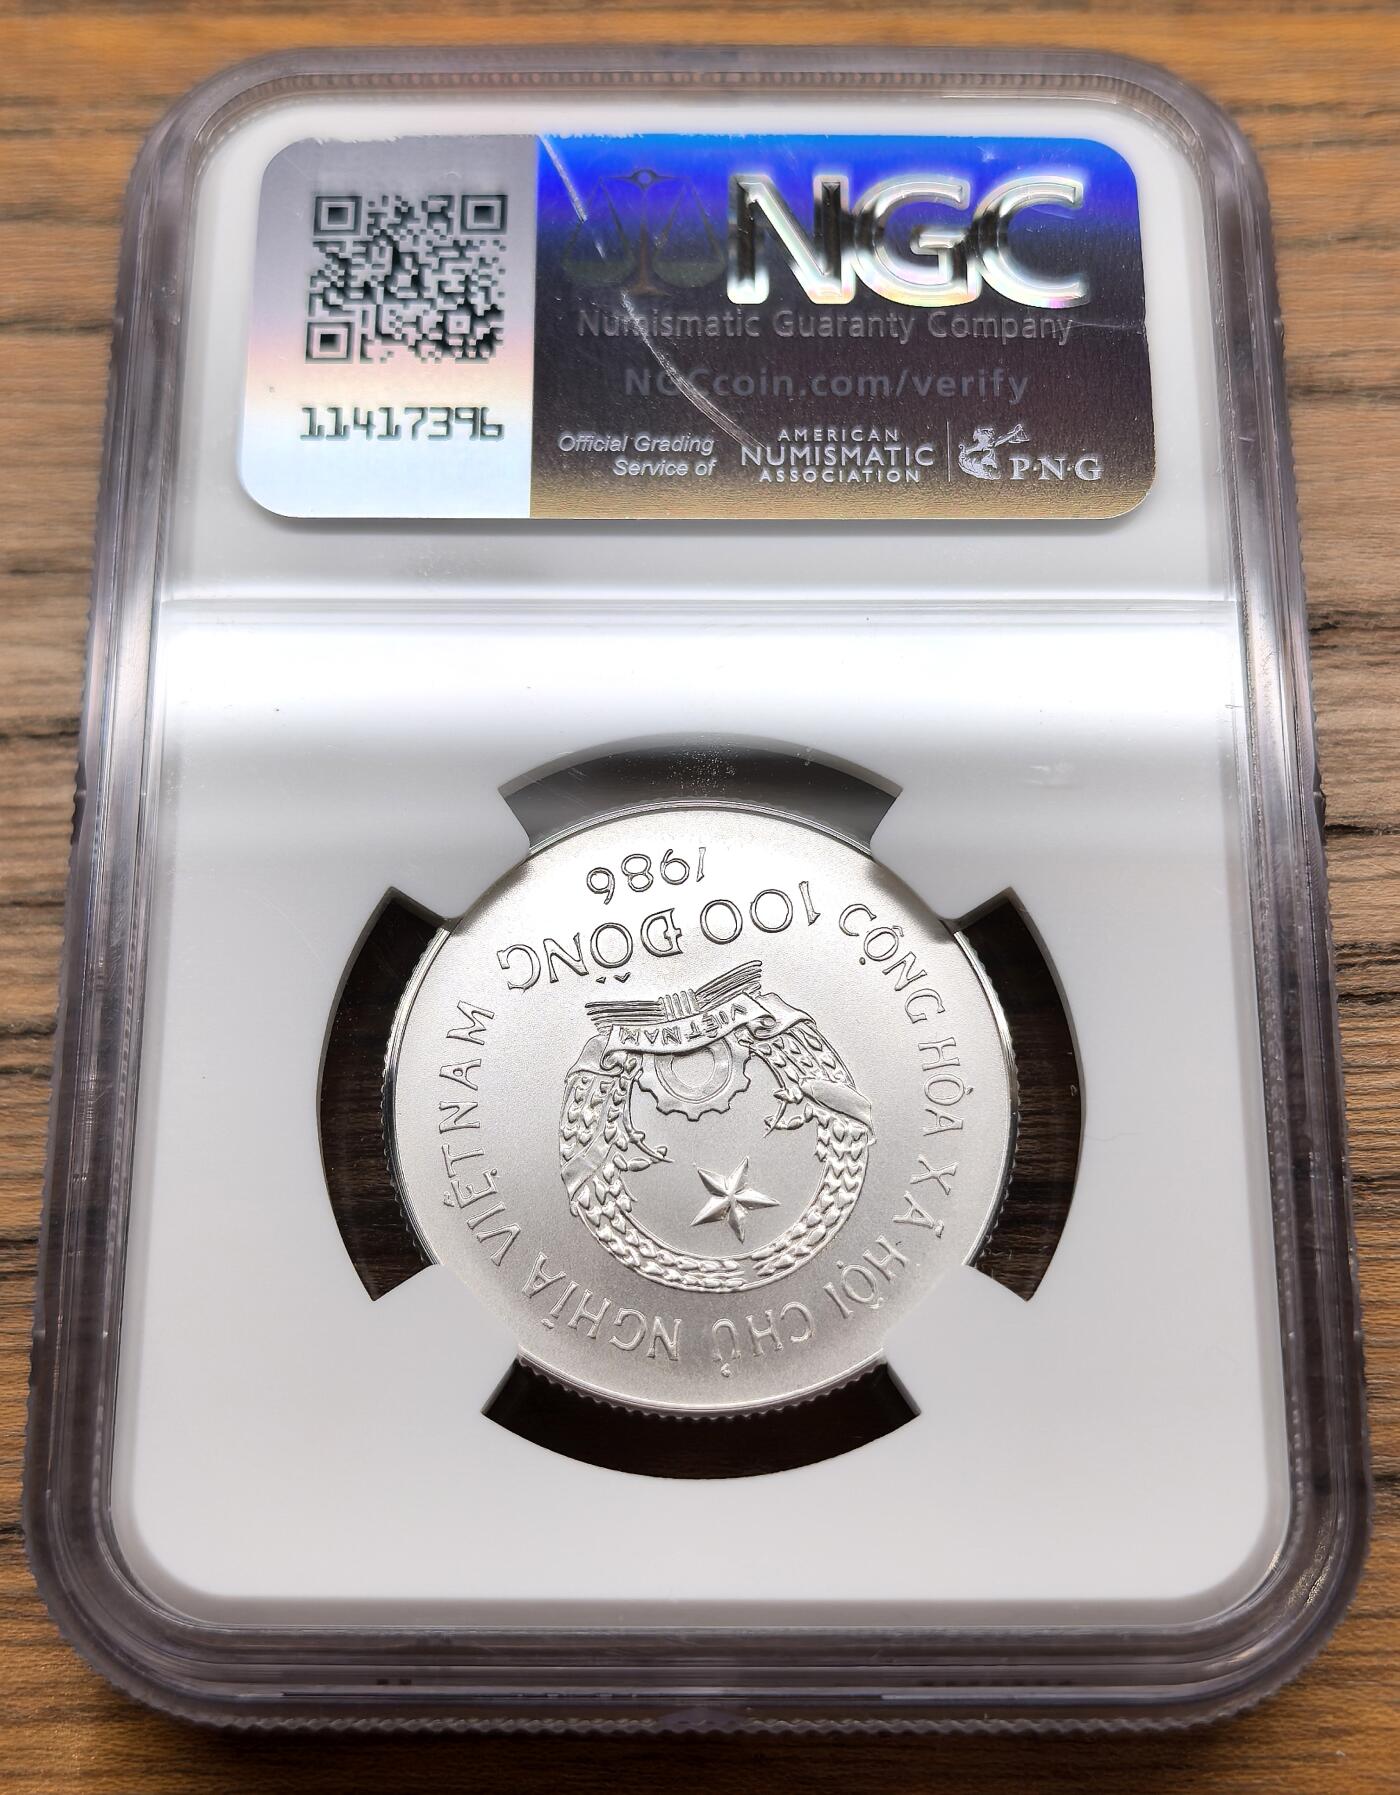 NGC
Numismatic Guaranty Company
NGCcoin.com/verify
11417396
Official Grading
Service of
AMERICAN
NUMISMATIC
ASSOCIATION
P·N·G
CỘNG HÒA XÃ HỘI CHỦ NGHĨA VIỆT NAM
VIỆT NAM
100 ĐỒNG
1986